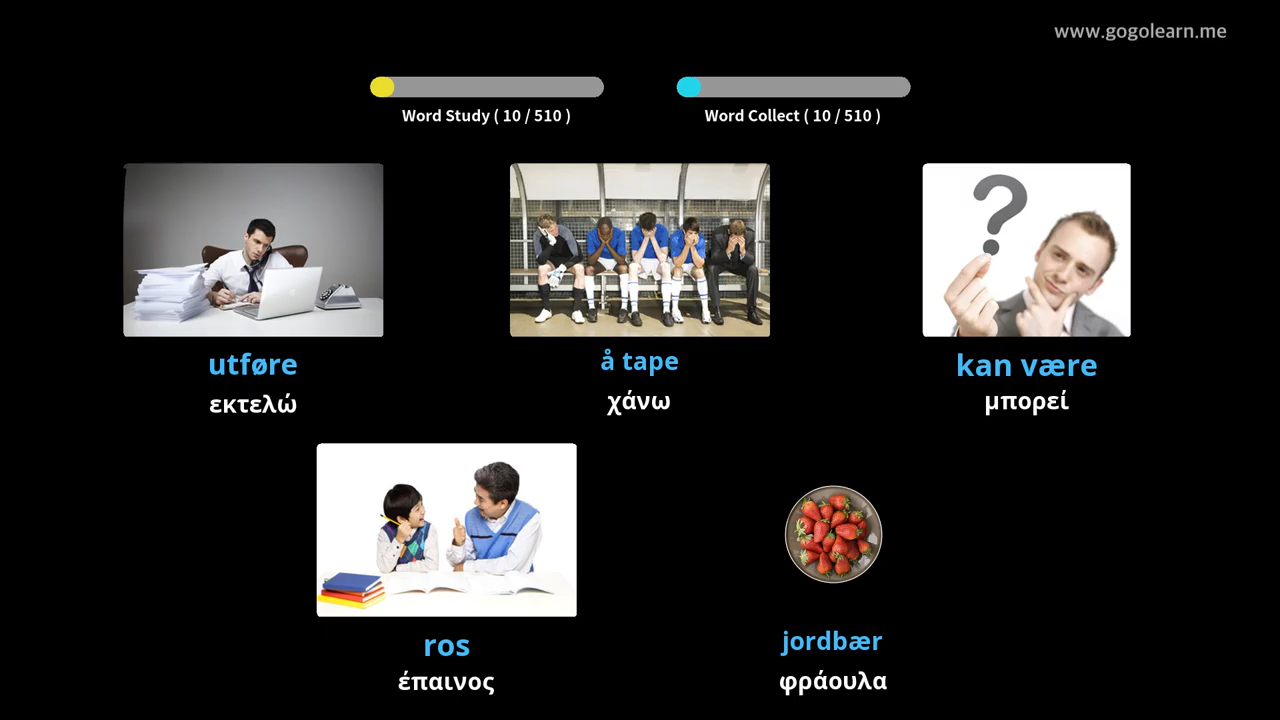 www.gogolearn.me
Word Study ( 10 / 510 )
Word Collect ( 10 / 510 )
utføre
εκτελώ
å tape
χάνω
kan være
μπορεί
ros
έπαινος
jordbær
φράουλα